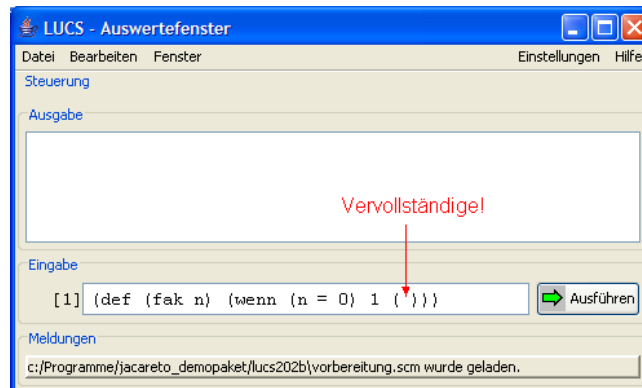 LUCS - Auswertefenster
Datei Bearbeiten Fenster Einstellungen Hilfe
Steuerung
Ausgabe
Vervollständige!
Eingabe
[1] (def (fak n) (wenn (n = 0) 1 ( ))) Ausführen
Meldungen
c:/Programme/jacareto_demopaket/lucs202b\vorbereitung.scm wurde geladen.